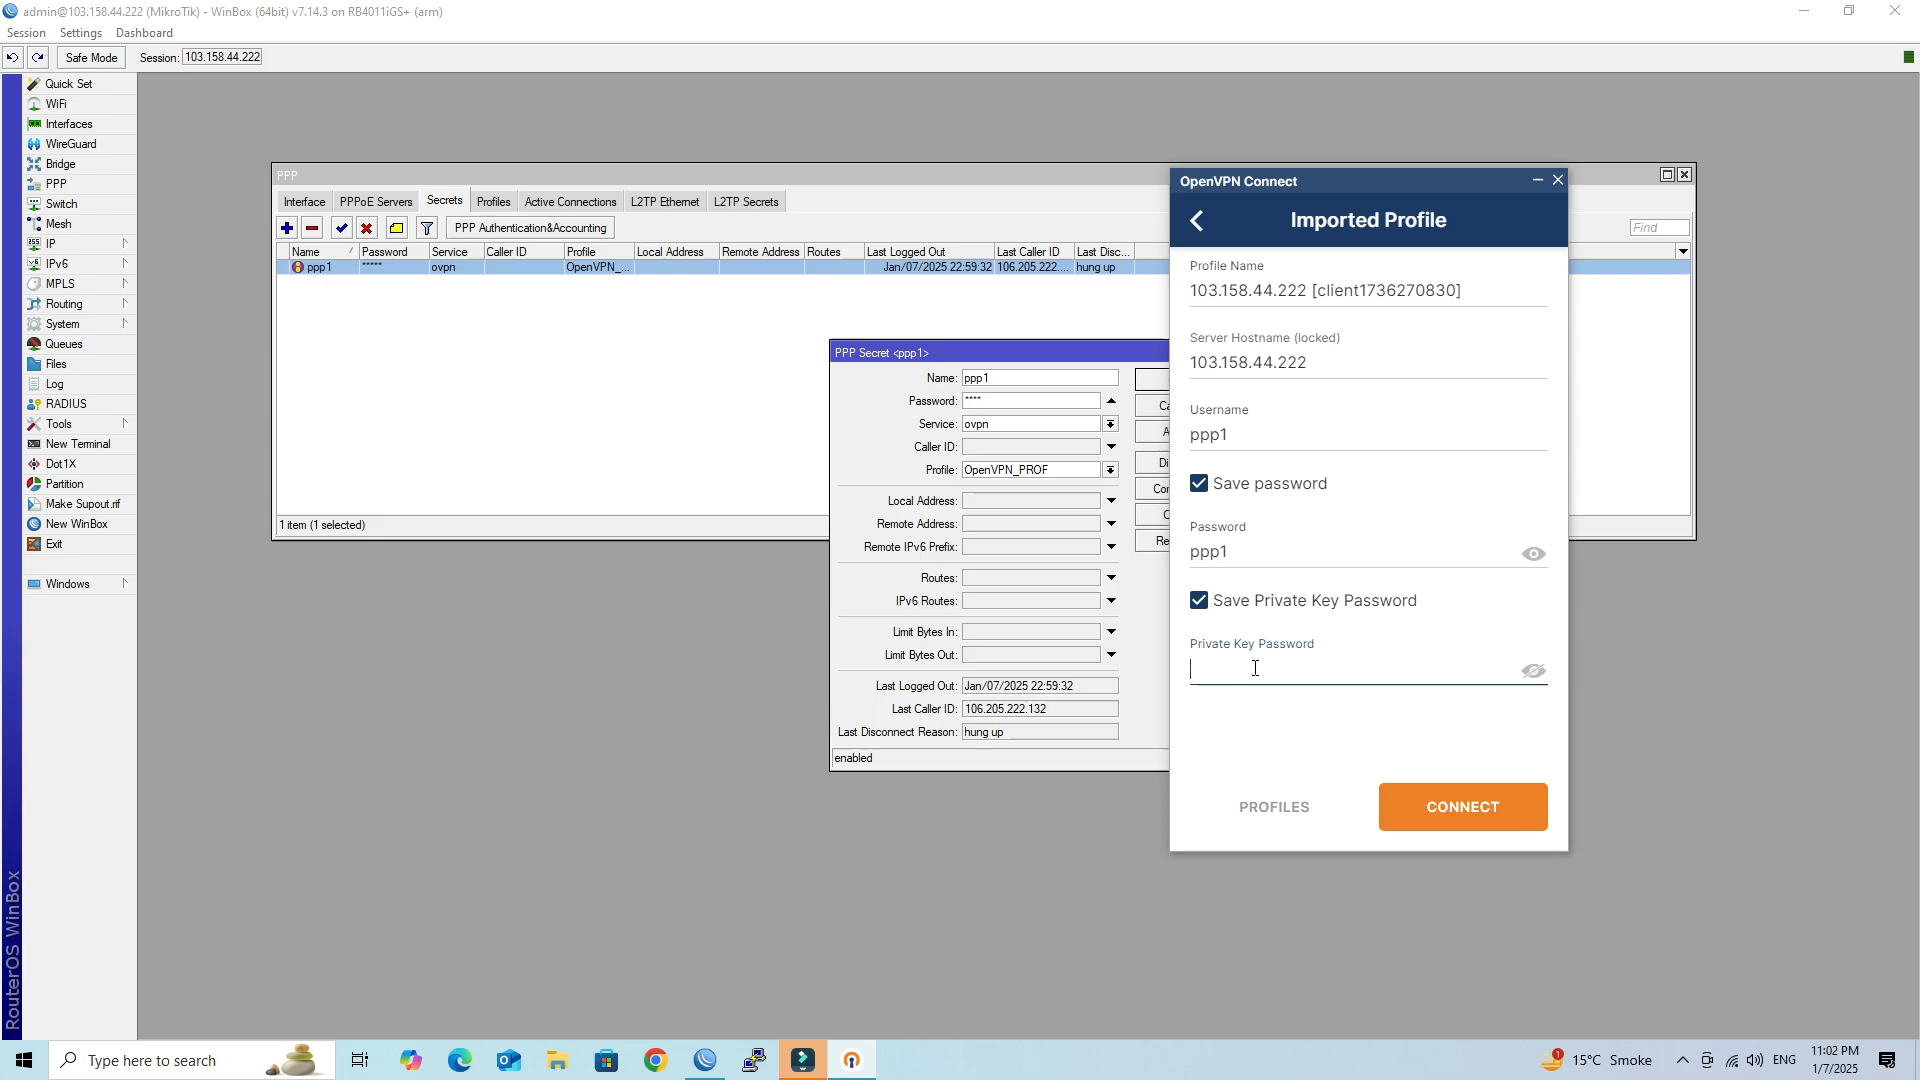 admin@103.158.44.222 (MikroTik) - WinBox (64bit) v7.14.3 on RB4011iGS+ (arm)
Session Settings Dashboard
Safe Mode Session: 103.158.44.222
Quick Set
WiFi
Interfaces
WireGuard
Bridge
PPP
Switch
Mesh
IP
IPv6
MPLS
Routing
System
Queues
Files
Log
RADIUS
Tools
New Terminal
Dot1X
Partition
Make Supout.rif
New WinBox
Exit
Windows
RouterOS WinBox
PPP
Interface PPPoE Servers Secrets Profiles Active Connections L2TP Ethernet L2TP Secrets
PPP Authentication&Accounting Find
Name Password Service Caller ID Profile Local Address Remote Address Routes Last Logged Out Last Caller ID Last Disc...
ppp1 ***** ovpn OpenVPN_... Jan/07/2025 22:59:32 106.205.222.... hung up
1 item (1 selected)
PPP Secret <ppp1>
Name: ppp1
Password: ****
Service: ovpn
Caller ID:
Profile: OpenVPN_PROF
Local Address:
Remote Address:
Remote IPv6 Prefix:
Routes:
IPv6 Routes:
Limit Bytes In:
Limit Bytes Out:
Last Logged Out: Jan/07/2025 22:59:32
Last Caller ID: 106.205.222.132
Last Disconnect Reason: hung up
enabled
Ca
A
Di
Cor
C
Re
OpenVPN Connect
Imported Profile
Profile Name
103.158.44.222 [client1736270830]
Server Hostname (locked)
103.158.44.222
Username
ppp1
Save password
Password
ppp1
Save Private Key Password
Private Key Password
PROFILES CONNECT
Type here to search
1 15°C Smoke ENG 11:02 PM
1/7/2025